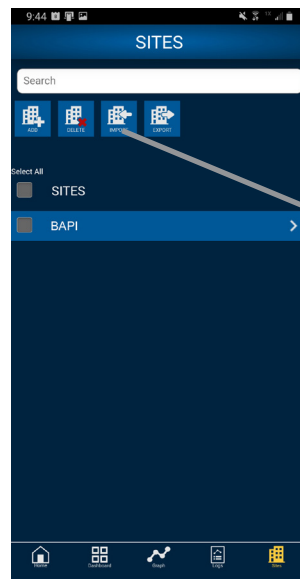 9:44
SITES
Search
ADD DELETE IMPORT EXPORT
Select All
SITES
BAPI
Home Dashboard Graph Logs Sites